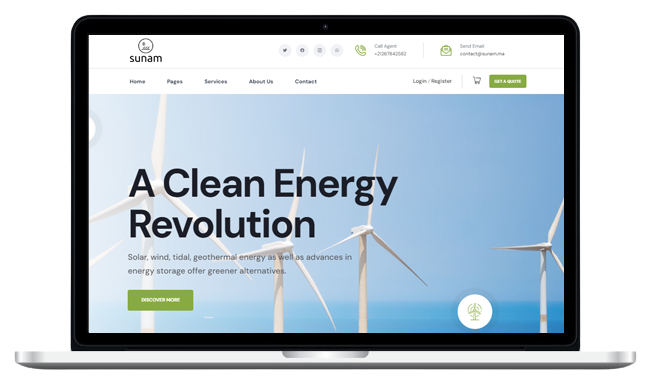 sunam
Call Agent
+21267642582
Send Email
contact@sunam.ma
Home Pages Services About Us Contact
Login / Register
GET A QUOTE
A Clean Energy
Revolution
Solar, wind, tidal, geothermal energy as well as advances in
energy storage offer greener alternatives.
DISCOVER MORE